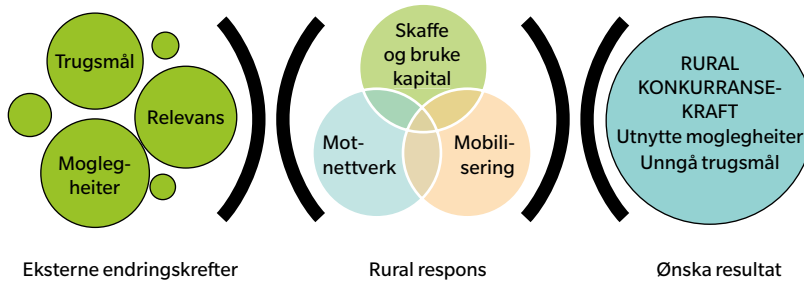 Trugsmål
Relevans
Mogleg-
heiter
Skaffe
og bruke
kapital
Mot-
nettverk
Mobili-
sering
RURAL
KONKURRANSE-
KRAFT
Utnytte moglegheiter
Unngå trugsmål
Eksterne endringskrefter
Rural respons
Ønska resultat